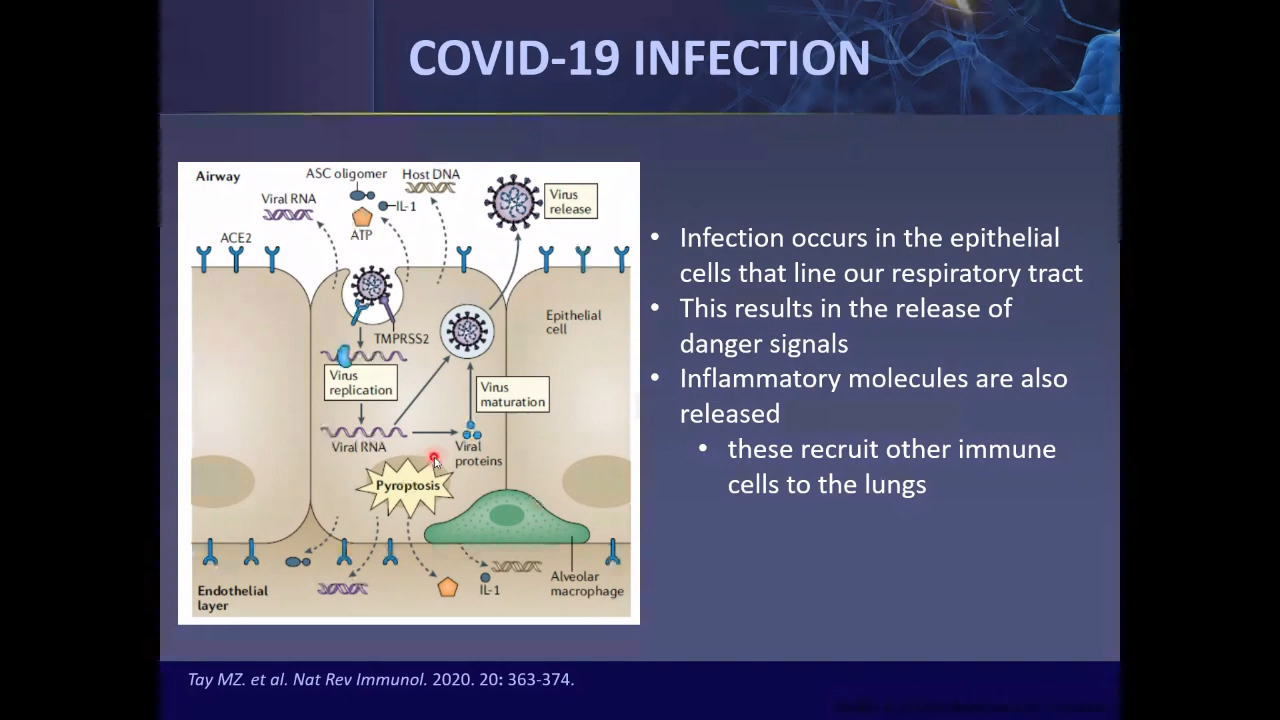 COVID-19 INFECTION
Airway
ASC oligomer
Host DNA
Viral RNA
IL-1
ATP
Virus
release
ACE2
TMPRSS2
Epithelial
cell
Virus
replication
Virus
maturation
Viral RNA
Viral
proteins
Pyroptosis
Endothelial
layer
IL-1
Alveolar
macrophage
• Infection occurs in the epithelial
cells that line our respiratory tract
• This results in the release of
danger signals
• Inflammatory molecules are also
released
• these recruit other immune
cells to the lungs
Tay MZ. et al. Nat Rev Immunol. 2020. 20: 363-374.